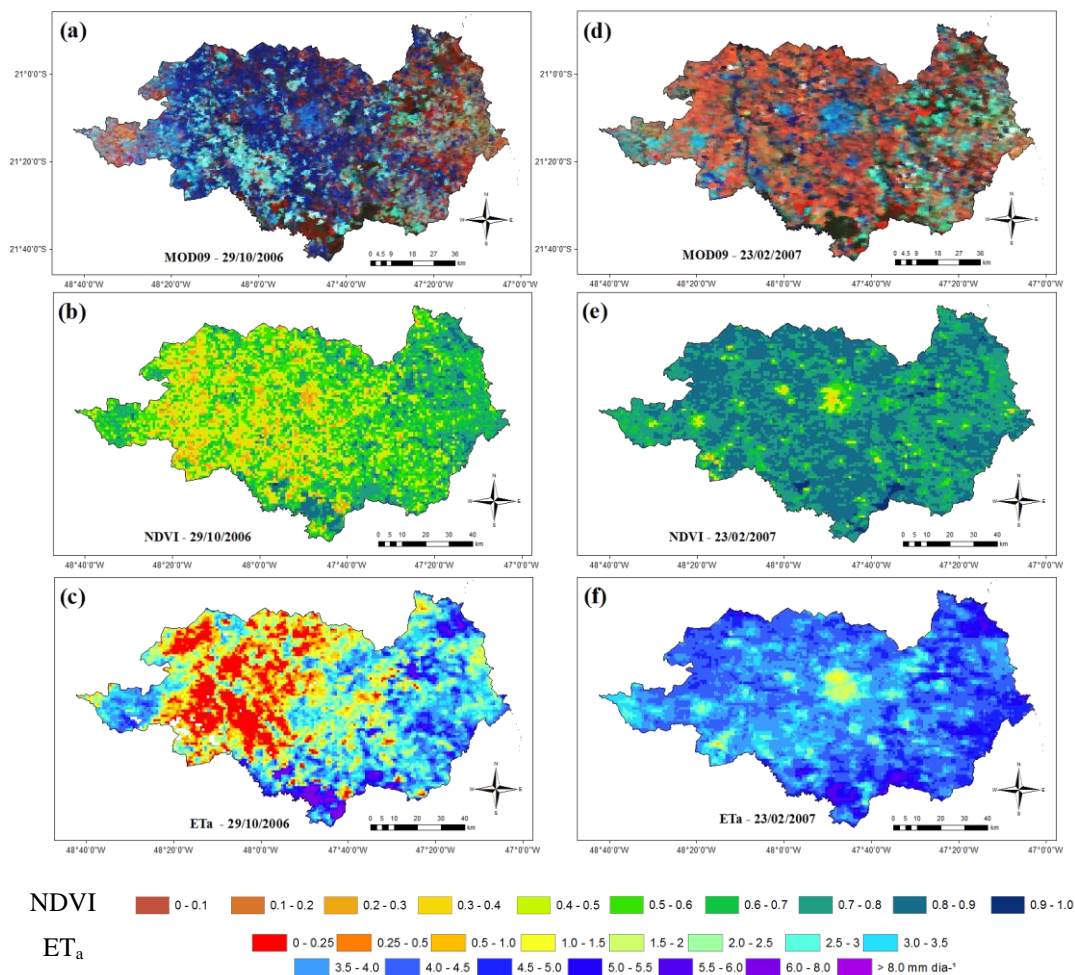 (a)
21°0'0"S
21°20'0"S
21°40'0"S
N
W E
S
MOD09 - 29/10/2006
0 4.5 9 18 27 36
km
48°40'0"W 48°20'0"W 48°0'0"W 47°40'0"W 47°20'0"W 47°0'0"W
(d)
21°0'0"S
21°20'0"S
21°40'0"S
N
W E
S
MOD09 - 23/02/2007
0 4.5 9 18 27 36
km
48°40'0"W 48°20'0"W 48°0'0"W 47°40'0"W 47°20'0"W 47°0'0"W
(b)
N
W E
S
NDVI - 29/10/2006
0 5 10 20 30 40
km
48°40'0"W 48°20'0"W 48°0'0"W 47°40'0"W 47°20'0"W 47°0'0"W
(e)
N
W E
S
NDVI - 23/02/2007
0 5 10 20 30 40
km
48°40'0"W 48°20'0"W 48°0'0"W 47°40'0"W 47°20'0"W 47°0'0"W
(c)
N
W E
S
ETa - 29/10/2006
0 5 10 20 30 40
km
48°40'0"W 48°20'0"W 48°0'0"W 47°40'0"W 47°20'0"W 47°0'0"W
(f)
N
W E
S
ETa - 23/02/2007
0 5 10 20 30 40
km
48°40'0"W 48°20'0"W 48°0'0"W 47°40'0"W 47°20'0"W 47°0'0"W
NDVI 0 - 0.1 0.1 - 0.2 0.2 - 0.3 0.3 - 0.4 0.4 - 0.5 0.5 - 0.6 0.6 - 0.7 0.7 - 0.8 0.8 - 0.9 0.9 - 1.0
ETa 0 - 0.25 0.25 - 0.5 0.5 - 1.0 1.0 - 1.5 1.5 - 2 2.0 - 2.5 2.5 - 3 3.0 - 3.5
3.5 - 4.0 4.0 - 4.5 4.5 - 5.0 5.0 - 5.5 5.5 - 6.0 6.0 - 8.0 > 8.0 mm dia-¹